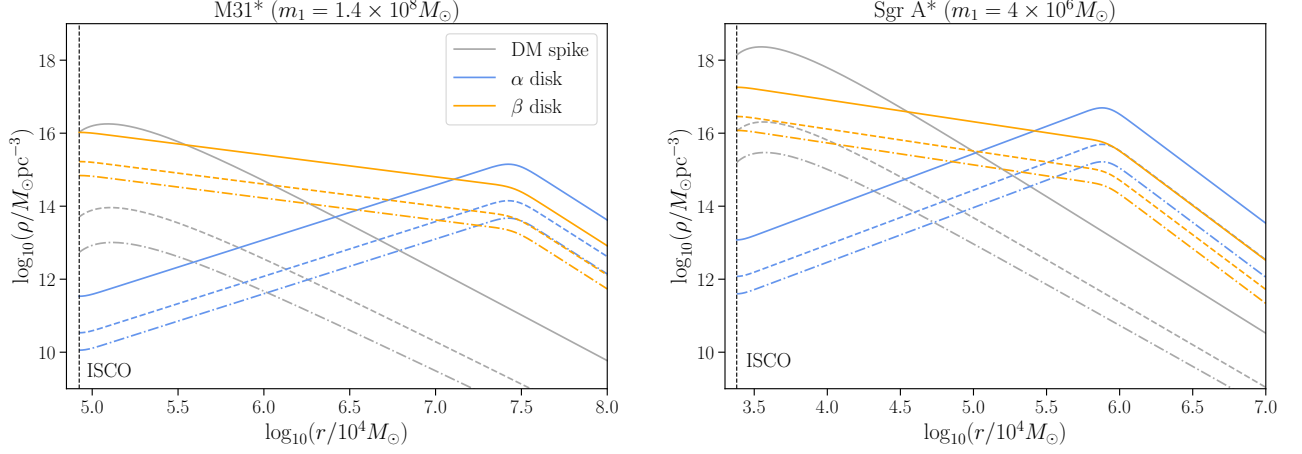 M31* (m₁ = 1.4 × 10⁸M⊙)
log₁₀(ρ/M⊙pc⁻³)
18
16
14
12
10
DM spike
α disk
β disk
ISCO
5.0 5.5 6.0 6.5 7.0 7.5 8.0
log₁₀(r/10⁴M⊙)
Sgr A* (m₁ = 4 × 10⁶M⊙)
log₁₀(ρ/M⊙pc⁻³)
18
16
14
12
10
ISCO
3.5 4.0 4.5 5.0 5.5 6.0 6.5 7.0
log₁₀(r/10⁴M⊙)